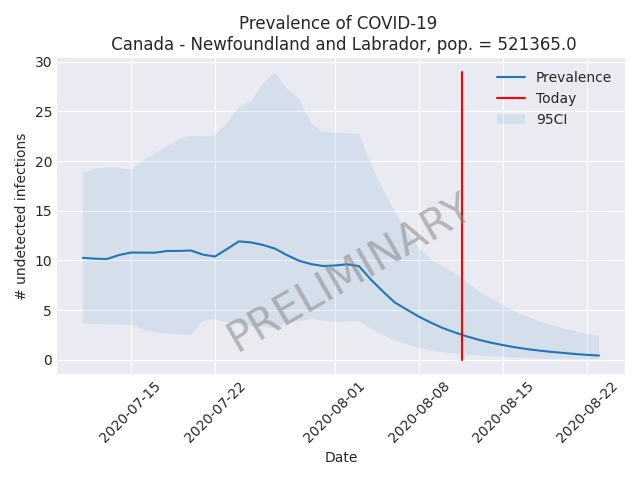 Prevalence of COVID-19
Canada - Newfoundland and Labrador, pop. = 521365.0
30
25
20
15
10
5
0
# undetected infections
Prevalence
Today
95CI
PRELIMINARY
2020-07-15
2020-07-22
2020-08-01
2020-08-08
2020-08-15
2020-08-22
Date